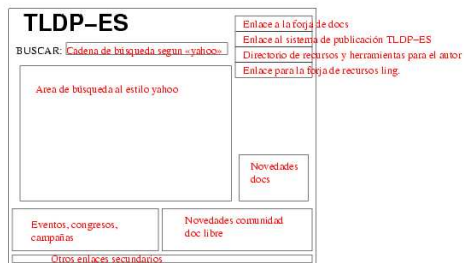 TLDP-ES
BUSCAR: Cadena de búsqueda segun «yahoo»
Enlace a la forja de docs
Enlace al sistema de publicación TLDP-ES
Directorio de recursos y herramientas para el autor
Enlace para la forja de recursos ling.
Area de búsqueda al estilo yahoo
Novedades
docs
Eventos, congresos,
campañas
Novedades comunidad
doc libre
Otros enlaces secundarios